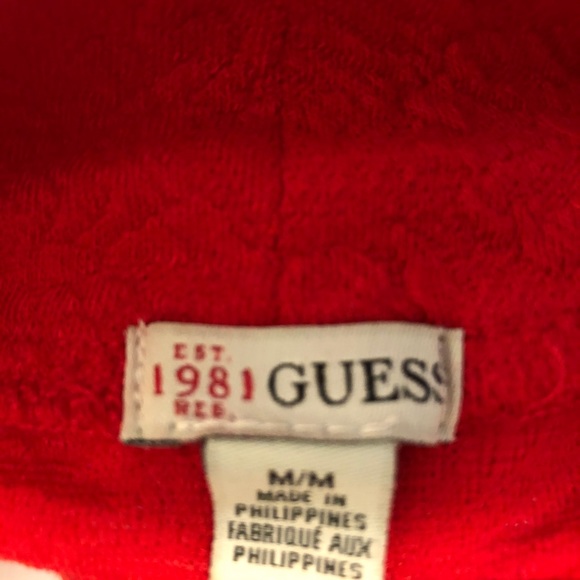 EST.
1981 GUESS
REG.
M/M
MADE IN
PHILIPPINES
FABRIQUÉ AUX
PHILIPPINES